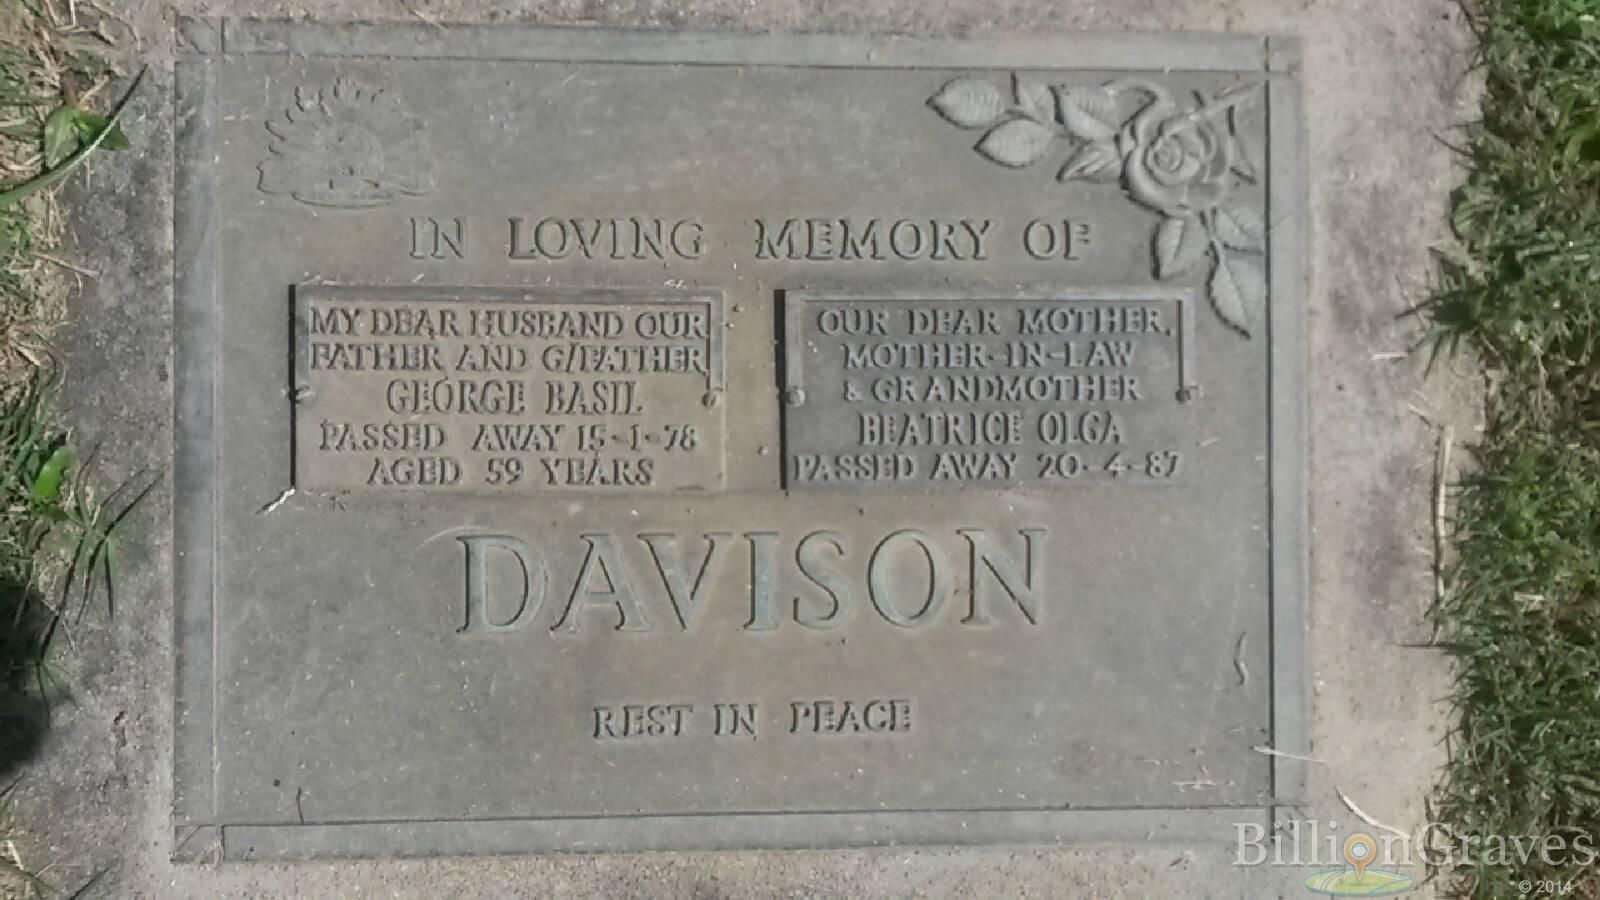 IN LOVING MEMORY OF
MY DEAR HUSBAND OUR
FATHER AND G/FATHER
GEORGE BASIL
PASSED AWAY 15-1-78
AGED 59 YEARS
OUR DEAR MOTHER,
MOTHER-IN-LAW
& GRANDMOTHER
BEATRICE OLGA
PASSED AWAY 20-4-87
DAVISON
REST IN PEACE
BillionGraves
© 2014